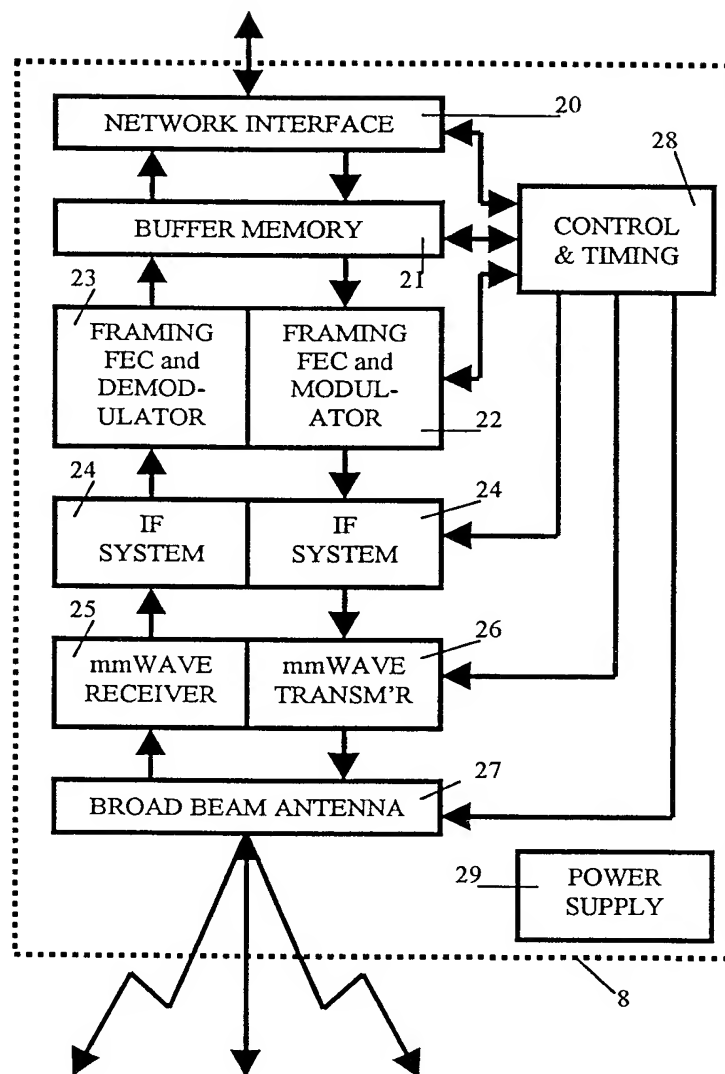 NETWORK INTERFACE
20
28
BUFFER MEMORY
21
CONTROL
& TIMING
23
FRAMING
FEC and
DEMOD-
ULATOR
FRAMING
FEC and
MODUL-
ATOR
22
24
IF
SYSTEM
24
IF
SYSTEM
25
mmWAVE
RECEIVER
26
mmWAVE
TRANSM'R
27
BROAD BEAM ANTENNA
29
POWER
SUPPLY
8